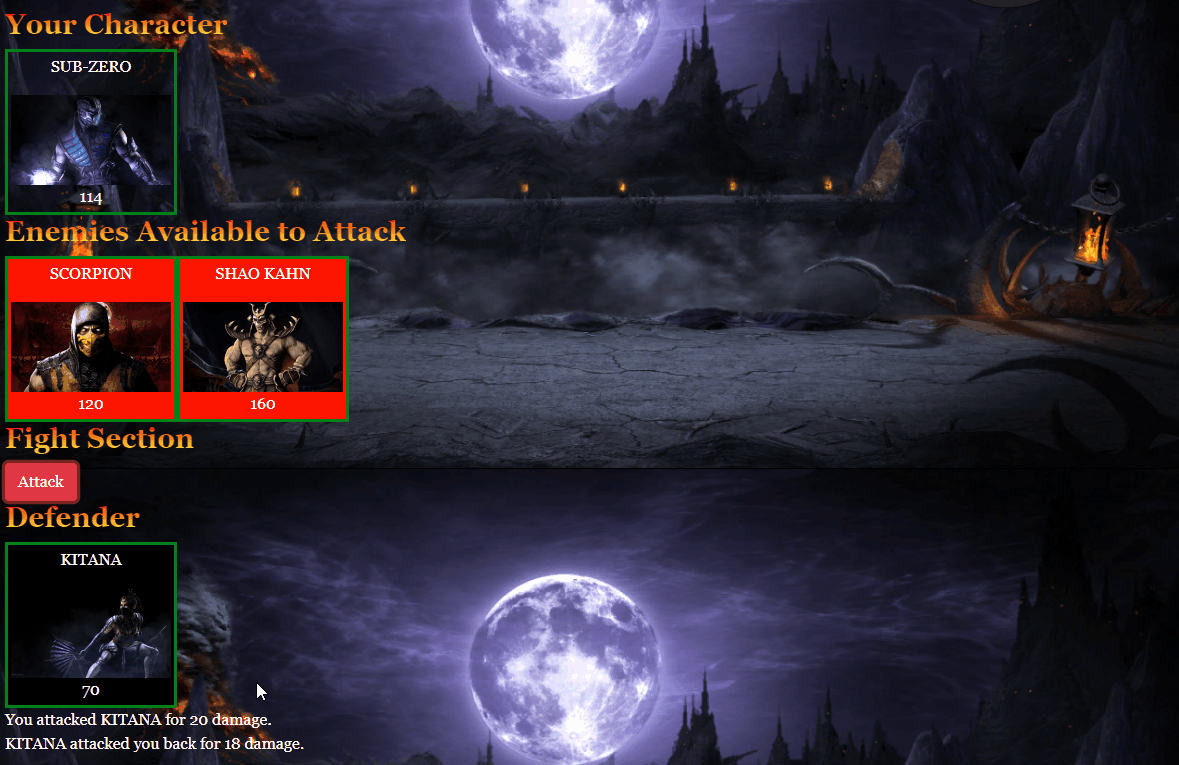 Your Character
SUB-ZERO
114
Enemies Available to Attack
SCORPION SHAO KAHN
120 160
Fight Section
Attack
Defender
KITANA
70
You attacked KITANA for 20 damage.
KITANA attacked you back for 18 damage.